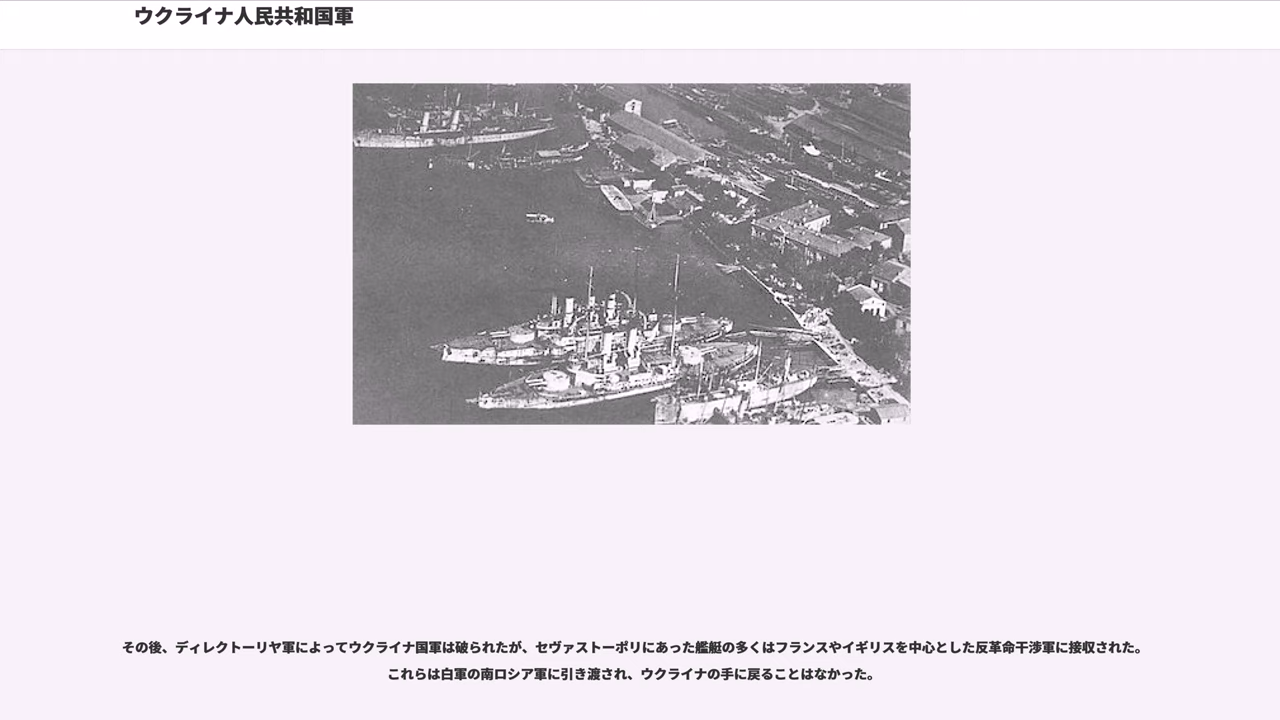 ウクライナ人民共和国軍
その後、ディレクトーリヤ軍によってウクライナ国軍は破られたが、セヴァストーポリにあった艦艇の多くはフランスやイギリスを中心とした反革命干渉軍に接収された。
これらは白軍の南ロシア軍に引き渡され、ウクライナの手に戻ることはなかった。